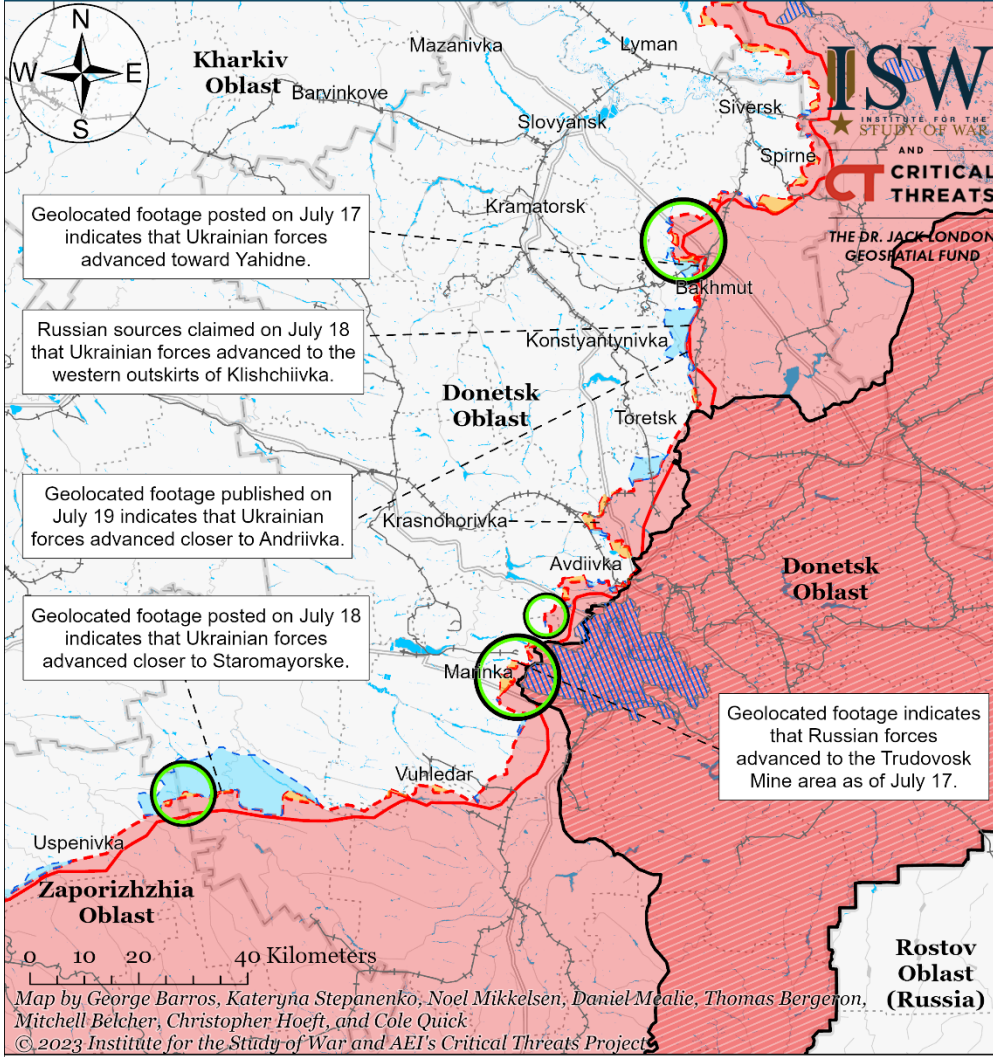 N
W
E
S
Kharkiv
Oblast
Mazanivka
Lyman
Barvinkove
Slovyansk
Siversk
Spirne
ISW
INSTITUTE FOR THE
STUDY OF WAR
AND
CT CRITICAL
THREATS
THE DR. JACK LONDON
GEOSPATIAL FUND
Kramatorsk
Geolocated footage posted on July 17
indicates that Ukrainian forces
advanced toward Yahidne.
Bakhmut
Russian sources claimed on July 18
that Ukrainian forces advanced to the
western outskirts of Klishchiivka.
Konstyantynivka
Donetsk
Oblast
Toretsk
Geolocated footage published on
July 19 indicates that Ukrainian
forces advanced closer to Andriivka.
Krasnohorivka
Avdiivka
Donetsk
Oblast
Geolocated footage posted on July 18
indicates that Ukrainian forces
advanced closer to Staromayorske.
Marinka
Geolocated footage indicates
that Russian forces
advanced to the Trudovsk
Mine area as of July 17.
Vuhledar
Uspenivka
Zaporizhzhia
Oblast
Rostov
Oblast
(Russia)
0 10 20 40 Kilometers
Map by George Barros, Kateryna Stepanenko, Noel Mikkelsen, Daniel Mealie, Thomas Bergeron,
Mitchell Belcher, Christopher Hoeft, and Cole Quick
© 2023 Institute for the Study of War and AEI's Critical Threats Project